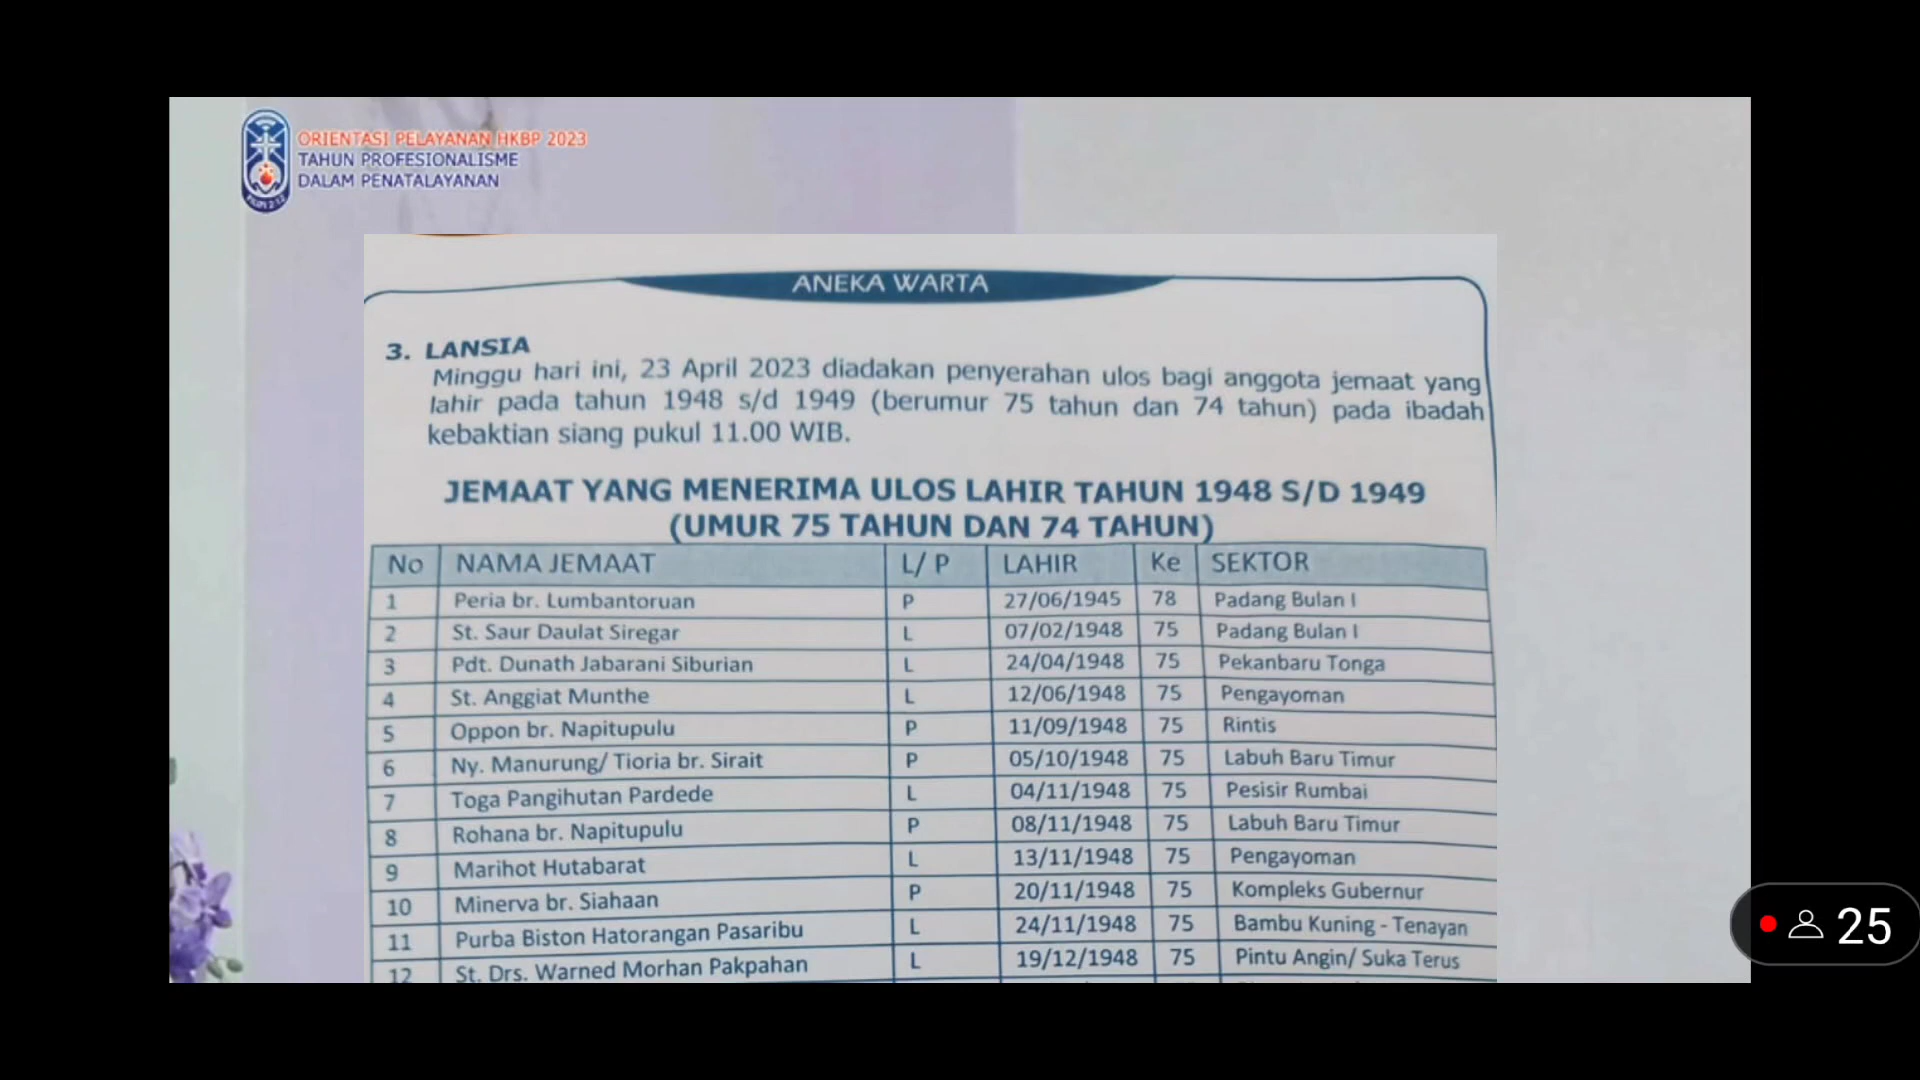 ORIENTASI PELAYANAN HKBP 2023
TAHUN PROFESIONALISME
DALAM PENATALAYANAN
ANEKA WARTA
3. LANSIA
Minggu hari ini, 23 April 2023 diadakan penyerahan ulos bagi anggota jemaat yang
lahir pada tahun 1948 s/d 1949 (berumur 75 tahun dan 74 tahun) pada ibadah
kebaktian siang pukul 11.00 WIB.
JEMAAT YANG MENERIMA ULOS LAHIR TAHUN 1948 S/D 1949
(UMUR 75 TAHUN DAN 74 TAHUN)
No NAMA JEMAAT L/ P LAHIR Ke SEKTOR
1 Peria br. Lumbantoruan P 27/06/1945 78 Padang Bulan I
2 St. Saur Daulat Siregar L 07/02/1948 75 Padang Bulan I
3 Pdt. Dunath Jabarani Siburian L 24/04/1948 75 Pekanbaru Tonga
4 St. Anggiat Munthe L 12/06/1948 75 Pengayoman
5 Oppon br. Napitupulu P 11/09/1948 75 Rintis
6 Ny. Manurung/ Tioria br. Sirait P 05/10/1948 75 Labuh Baru Timur
7 Toga Pangihutan Pardede L 04/11/1948 75 Pesisir Rumbai
8 Rohana br. Napitupulu P 08/11/1948 75 Labuh Baru Timur
9 Marihot Hutabarat L 13/11/1948 75 Pengayoman
10 Minerva br. Siahaan P 20/11/1948 75 Kompleks Gubernur
11 Purba Biston Hatorangan Pasaribu L 24/11/1948 75 Bambu Kuning - Tenayan
12 St. Drs. Warned Morhan Pakpahan L 19/12/1948 75 Pintu Angin/ Suka Terus
25